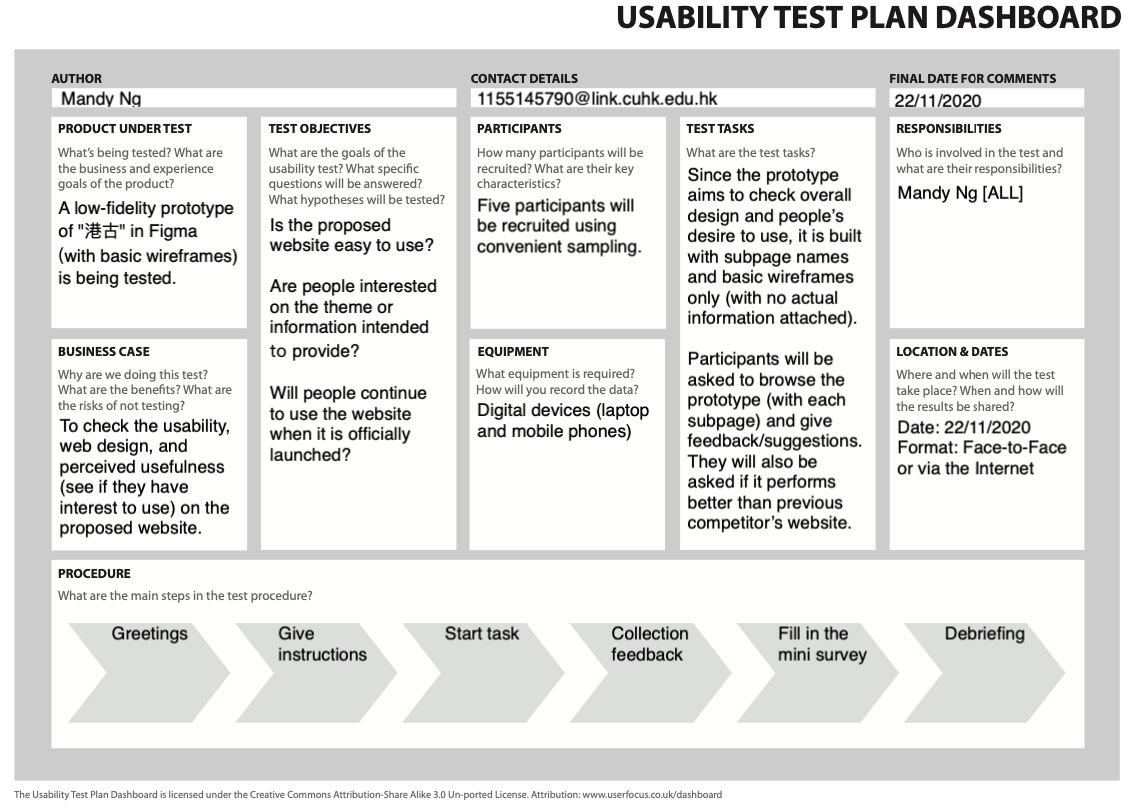 USABILITY TEST PLAN DASHBOARD
AUTHOR
Mandy Ng
CONTACT DETAILS
1155145790@link.cuhk.edu.hk
FINAL DATE FOR COMMENTS
22/11/2020
PRODUCT UNDER TEST
What's being tested? What are
the business and experience
goals of the product?
A low-fidelity prototype
of "港古" in Figma
(with basic wireframes)
is being tested.
BUSINESS CASE
Why are we doing this test?
What are the benefits? What are
the risks of not testing?
To check the usability,
web design, and
perceived usefulness
(see if they have
interest to use) on the
proposed website.
TEST OBJECTIVES
What are the goals of the
usability test? What specific
questions will be answered?
What hypotheses will be tested?
Is the proposed
website easy to use?
Are people interested
on the theme or
information intended
to provide?
Will people continue
to use the website
when it is officially
launched?
PARTICIPANTS
How many participants will be
recruited? What are their key
characteristics?
Five participants will
be recruited using
convenient sampling.
EQUIPMENT
What equipment is required?
How will you record the data?
Digital devices (laptop
and mobile phones)
TEST TASKS
What are the test tasks?
Since the prototype
aims to check overall
design and people's
desire to use, it is built
with subpage names
and basic wireframes
only (with no actual
information attached).
Participants will be
asked to browse the
prototype (with each
subpage) and give
feedback/suggestions.
They will also be
asked if it performs
better than previous
competitor's website.
RESPONSIBILITIES
Who is involved in the test and
what are their responsibilities?
Mandy Ng [ALL]
LOCATION & DATES
Where and when will the test
take place? When and how will
the results be shared?
Date: 22/11/2020
Format: Face-to-Face
or via the Internet
PROCEDURE
What are the main steps in the test procedure?
Greetings
Give
instructions
Start task
Collection
feedback
Fill in the
mini survey
Debriefing
The Usability Test Plan Dashboard is licensed under the Creative Commons Attribution-Share Alike 3.0 Un-ported License. Attribution: www.userfocus.co.uk/dashboard